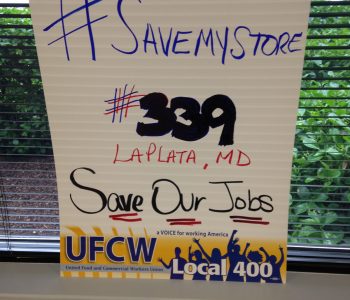 #SAVEMYSTORE
#339
LAPLATA, MD
Save Our Jobs
a VOICE for working America
UFCW Local 400
United Food and Commercial Workers Union